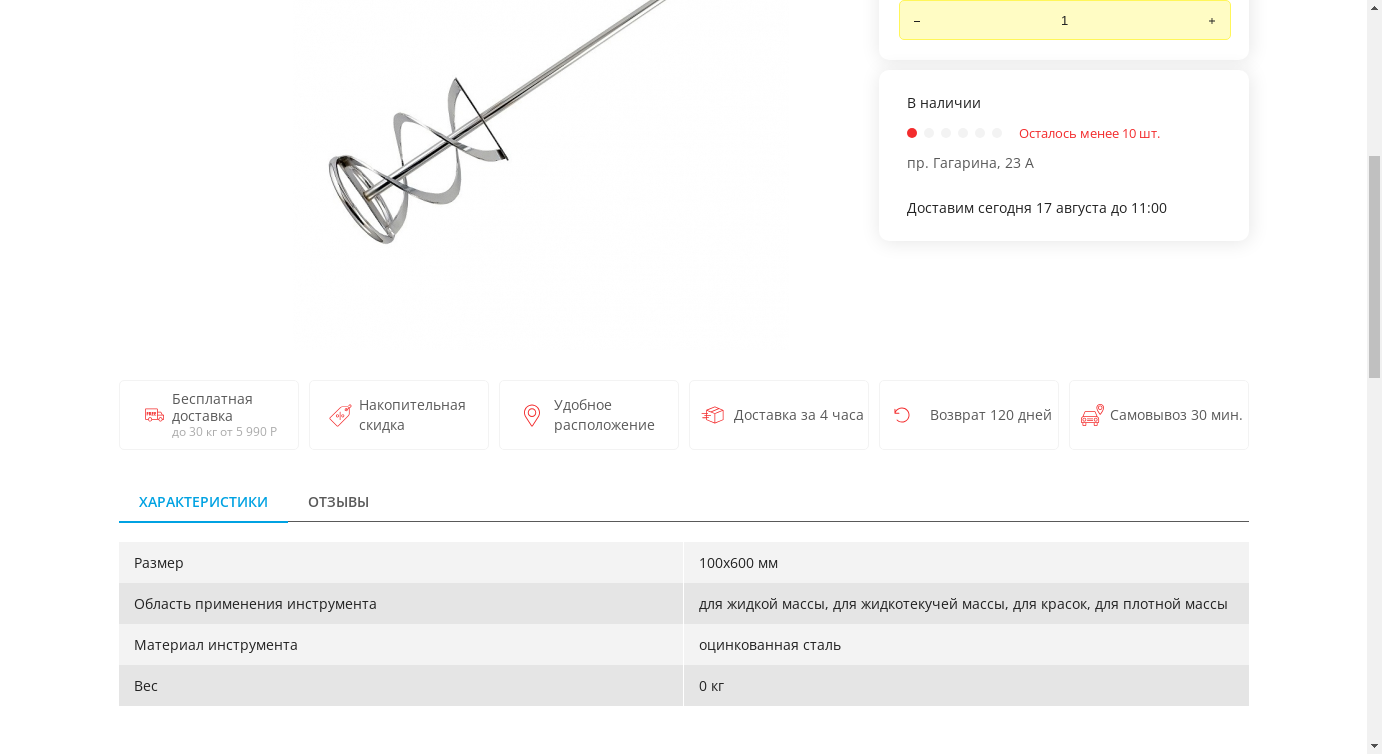 – 1 +
В наличии
Осталось менее 10 шт.
пр. Гагарина, 23 А
Доставим сегодня 17 августа до 11:00
FREE
Бесплатная
доставка
до 30 кг от 5 990 Р
Накопительная
скидка
Удобное
расположение
Доставка за 4 часа
Возврат 120 дней
Самовывоз 30 мин.
ХАРАКТЕРИСТИКИ ОТЗЫВЫ
Размер 100х600 мм
Область применения инструмента для жидкой массы, для жидкотекучей массы, для красок, для плотной массы
Материал инструмента оцинкованная сталь
Вес 0 кг